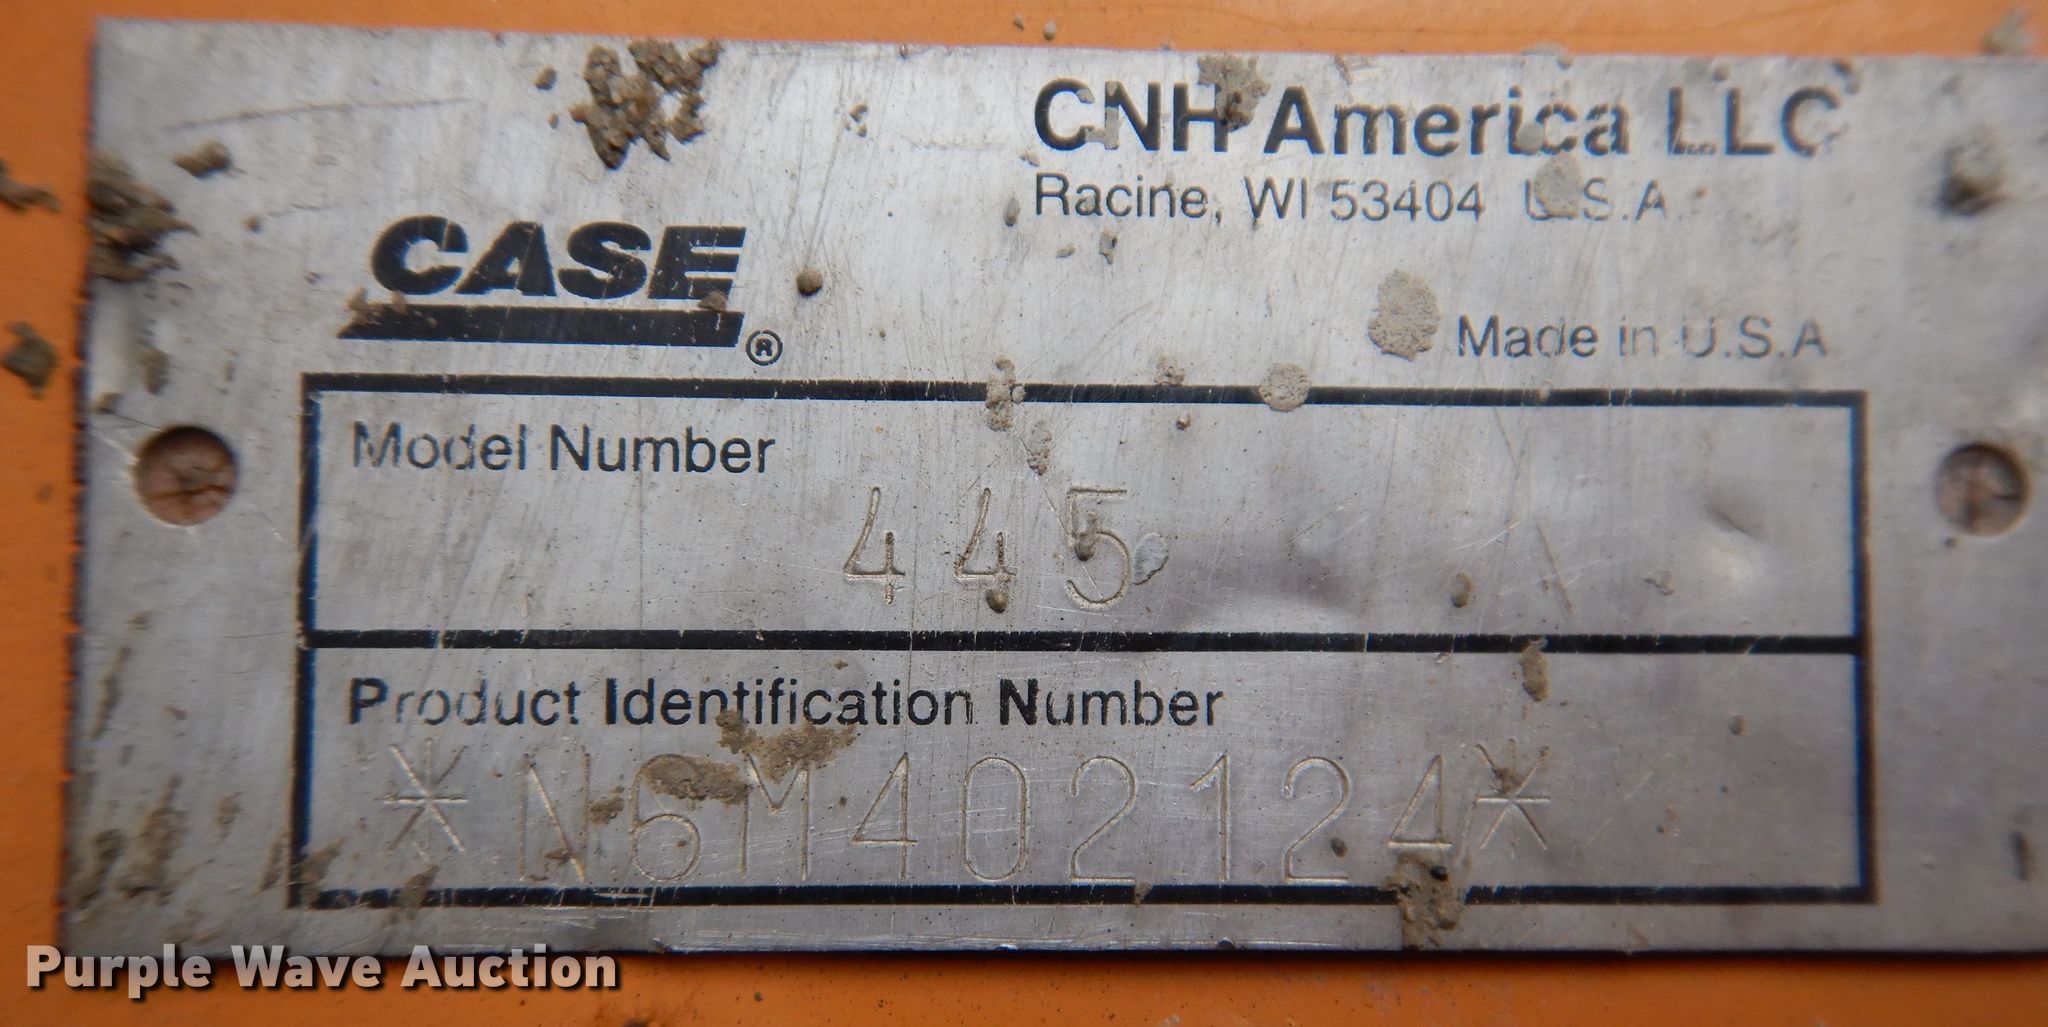 CNH America LLC
Racine, WI 53404 U.S.A.
CASE®
Made in U.S.A
Model Number
445
Product Identification Number
*N6M402124*
Purple Wave Auction